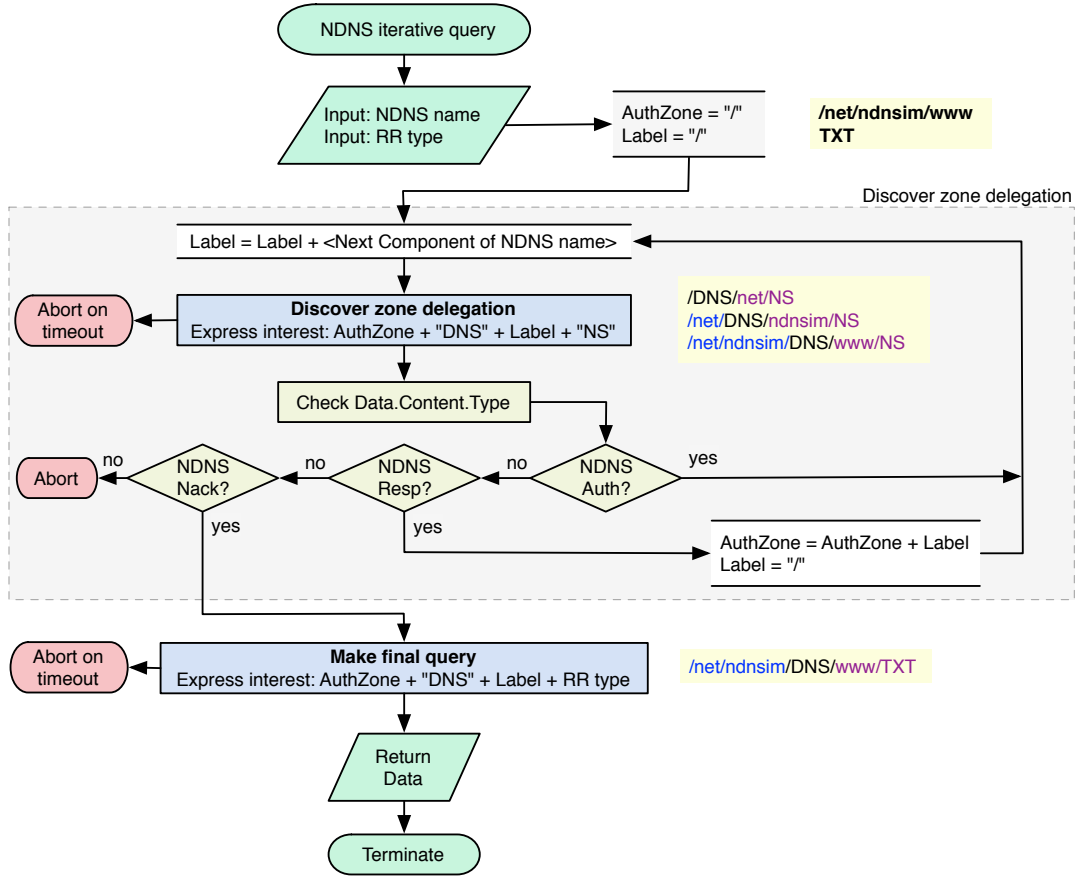 NDNS iterative query
Input: NDNS name
Input: RR type
AuthZone = "/"
Label = "/"
/net/ndnsim/www
TXT
Discover zone delegation
Label = Label + <Next Component of NDNS name>
Abort on
timeout
Discover zone delegation
Express interest: AuthZone + "DNS" + Label + "NS"
/DNS/net/NS
/net/DNS/ndnsim/NS
/net/ndnsim/DNS/www/NS
Check Data.Content.Type
Abort
no
NDNS
Nack?
no
NDNS
Resp?
no
NDNS
Auth?
yes
yes
yes
AuthZone = AuthZone + Label
Label = "/"
Abort on
timeout
Make final query
Express interest: AuthZone + "DNS" + Label + RR type
/net/ndnsim/DNS/www/TXT
Return
Data
Terminate